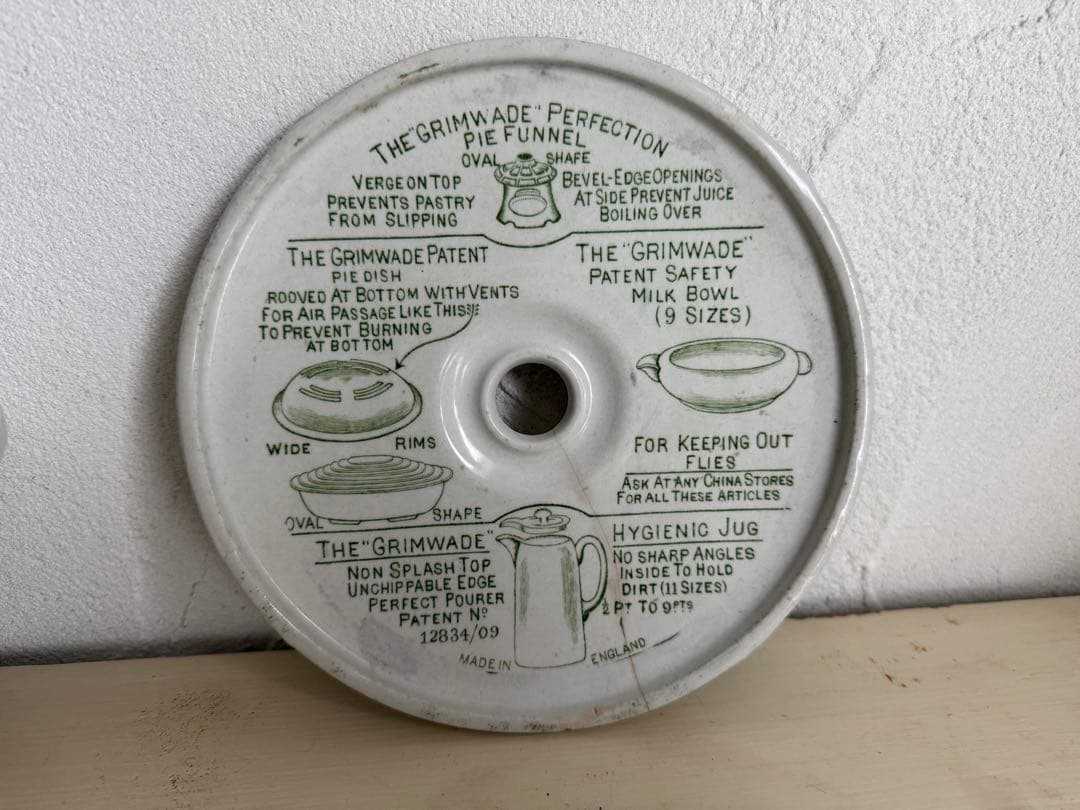 THE "GRIMWADE" PERFECTION
PIE FUNNEL
OVAL SHAPE
VERGE ON TOP
PREVENTS PASTRY
FROM SLIPPING
BEVEL-EDGE OPENINGS
AT SIDE PREVENT JUICE
BOILING OVER
THE GRIMWADE PATENT
PIE DISH
ROOVED AT BOTTOM WITH VENTS
FOR AIR PASSAGE LIKE THIS
TO PREVENT BURNING
AT BOTTOM
WIDE RIMS
OVAL SHAPE
THE "GRIMWADE"
PATENT SAFETY
MILK BOWL
(9 SIZES)
FOR KEEPING OUT
FLIES
ASK AT ANY CHINA STORES
FOR ALL THESE ARTICLES
THE "GRIMWADE"
NON SPLASH TOP
UNCHIPPABLE EDGE
PERFECT POURER
PATENT Nº
12834/09
HYGIENIC JUG
NO SHARP ANGLES
INSIDE TO HOLD
DIRT (11 SIZES)
½ PT TO 9 PTS
MADE IN ENGLAND